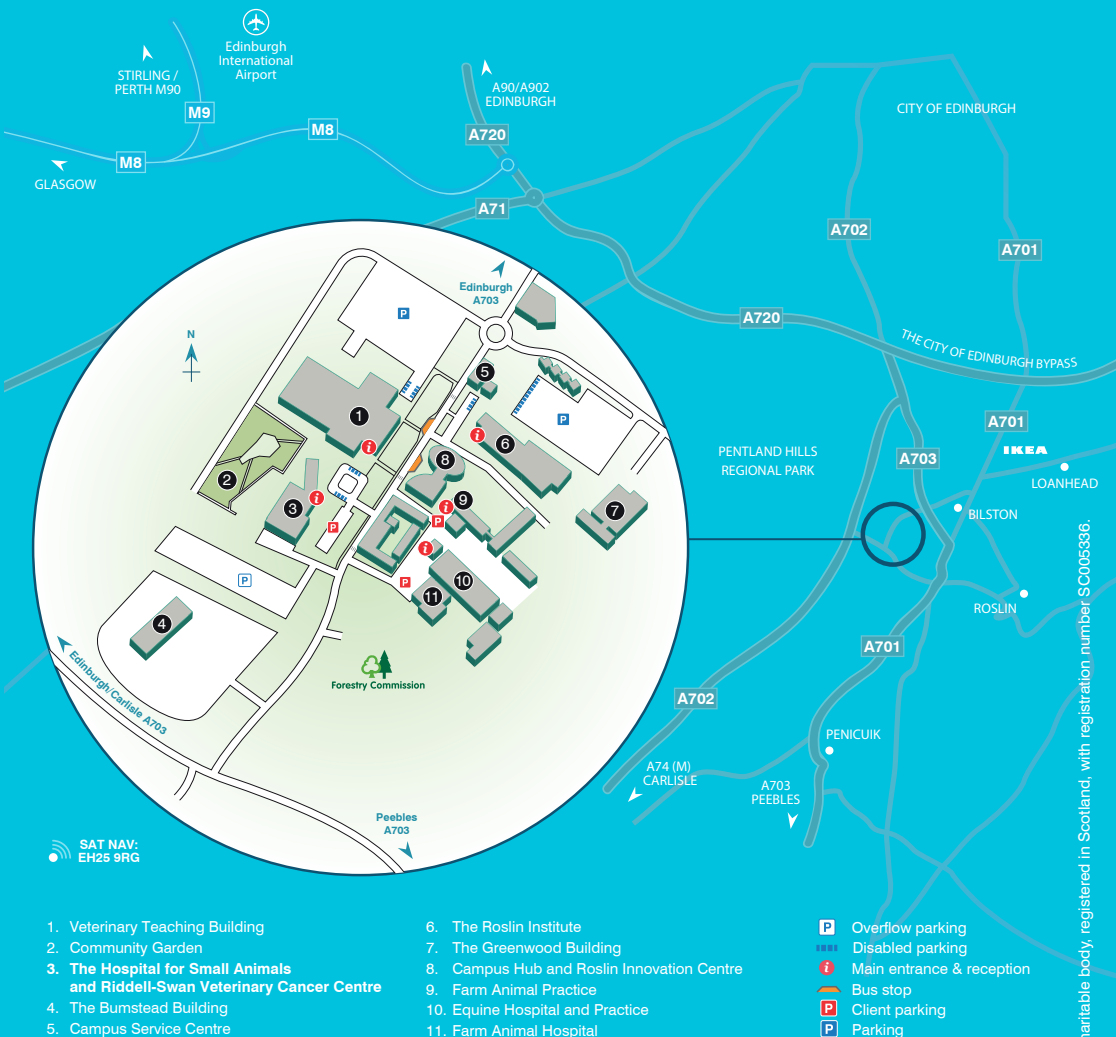 Edinburgh
International
Airport
STIRLING /
PERTH M90
A90/A902
EDINBURGH
CITY OF EDINBURGH
M9
M8
A720
M8
GLASGOW
A71
A702
A701
A720
THE CITY OF EDINBURGH BYPASS
Edinburgh
A703
N
P
P
1
2
3
4
5
6
7
8
9
10
11
i
i
i
i
i
P
P
P
P
Forestry Commission
Edinburgh/Carlisle A703
Peebles
A703
PENTLAND HILLS
REGIONAL PARK
A701
IKEA
A703
LOANHEAD
BILSTON
ROSLIN
A701
A702
PENICUIK
A74 (M)
CARLISLE
A703
PEEBLES
SAT NAV:
EH25 9RG
1. Veterinary Teaching Building
2. Community Garden
3. The Hospital for Small Animals
and Riddell-Swan Veterinary Cancer Centre
4. The Bumstead Building
5. Campus Service Centre
6. The Roslin Institute
7. The Greenwood Building
8. Campus Hub and Roslin Innovation Centre
9. Farm Animal Practice
10. Equine Hospital and Practice
11. Farm Animal Hospital
P Overflow parking
Disabled parking
i Main entrance & reception
Bus stop
P Client parking
P Parking
haritable body, registered in Scotland, with registration number SC005336.